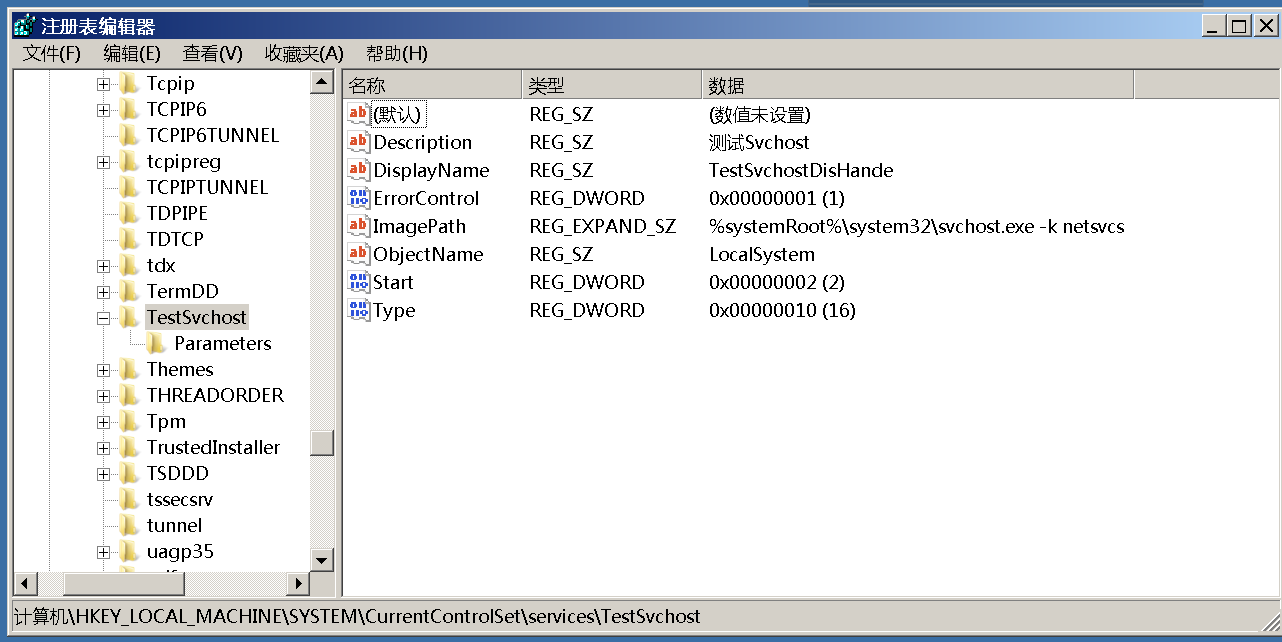 注册表编辑器
文件(F) 编辑(E) 查看(V) 收藏夹(A) 帮助(H)
Tcpip
TCPIP6
TCPIP6TUNNEL
tcpipreg
TCPIPTUNNEL
TDPIPE
TDTCP
tdx
TermDD
TestSvchost
Parameters
Themes
THREADORDER
Tpm
TrustedInstaller
TSDDD
tssecsrv
tunnel
uagp35
名称 类型 数据
(默认) REG_SZ (数值未设置)
Description REG_SZ 测试Svchost
DisplayName REG_SZ TestSvchostDisHande
ErrorControl REG_DWORD 0x00000001 (1)
ImagePath REG_EXPAND_SZ %systemRoot%\system32\svchost.exe -k netsvcs
ObjectName REG_SZ LocalSystem
Start REG_DWORD 0x00000002 (2)
Type REG_DWORD 0x00000010 (16)
计算机\HKEY_LOCAL_MACHINE\SYSTEM\CurrentControlSet\services\TestSvchost